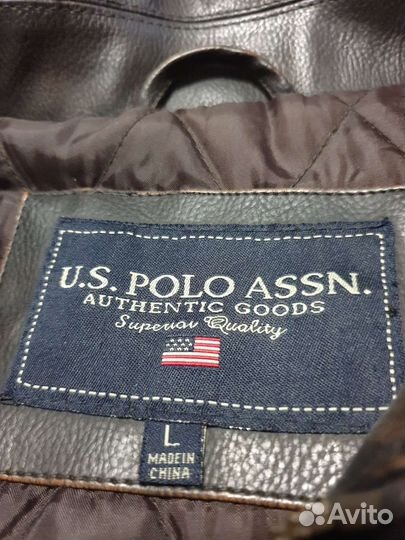 U.S. POLO ASSN.
AUTHENTIC GOODS
Superior Quality
L
MADE IN
CHINA
Avito